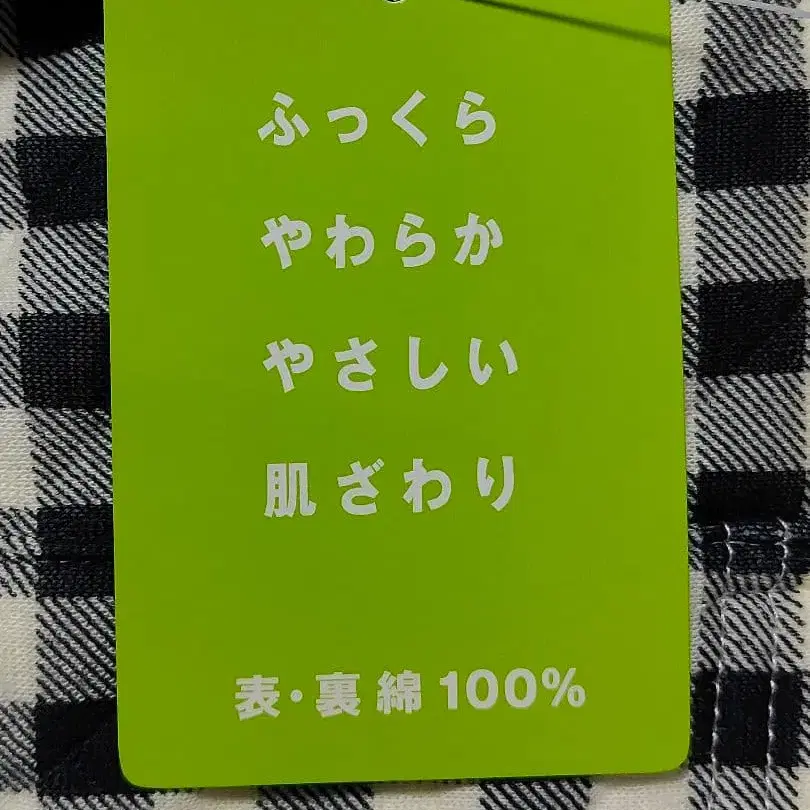 ふっくら
やわらか
やさしい
肌ざわり
表・裏 綿100%